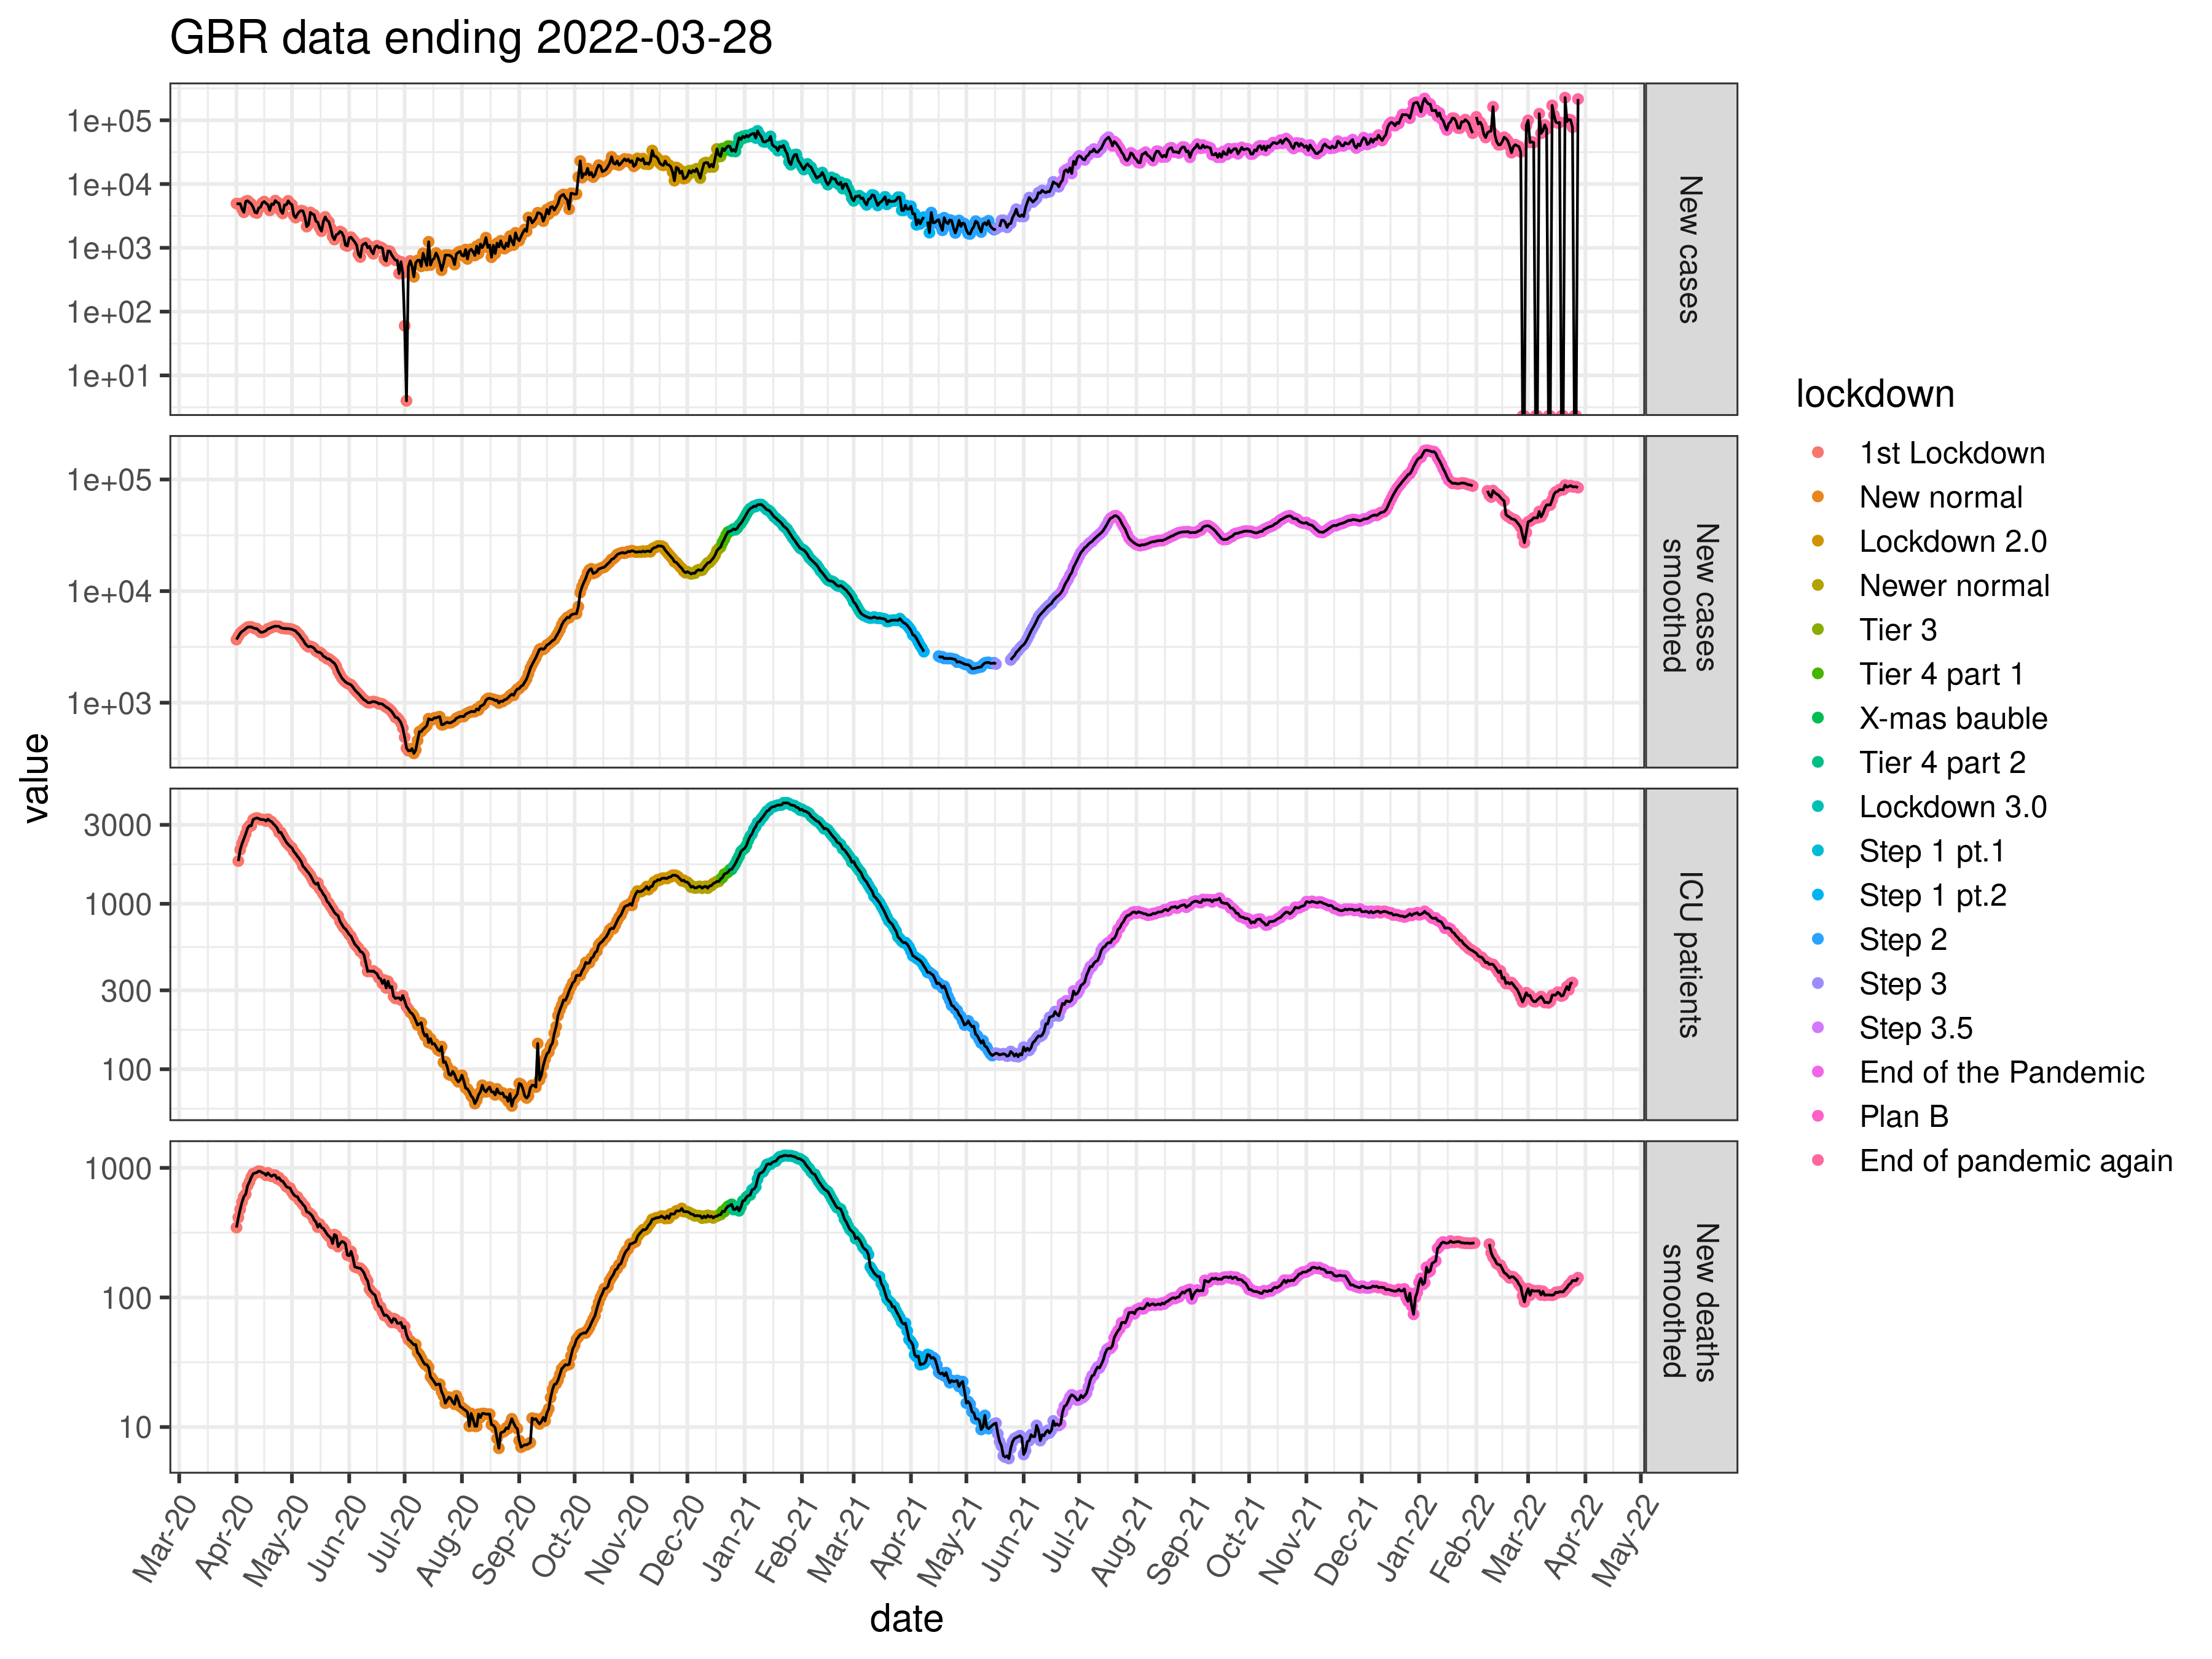 GBR data ending 2022-03-28
1e+05
1e+04
1e+03
1e+02
1e+01
New cases
1e+05
1e+04
1e+03
New cases
smoothed
3000
1000
300
100
ICU patients
1000
100
10
New deaths
smoothed
value
Mar-20
Apr-20
May-20
Jun-20
Jul-20
Aug-20
Sep-20
Oct-20
Nov-20
Dec-20
Jan-21
Feb-21
Mar-21
Apr-21
May-21
Jun-21
Jul-21
Aug-21
Sep-21
Oct-21
Nov-21
Dec-21
Jan-22
Feb-22
Mar-22
Apr-22
May-22
date
lockdown
1st Lockdown
New normal
Lockdown 2.0
Newer normal
Tier 3
Tier 4 part 1
X-mas bauble
Tier 4 part 2
Lockdown 3.0
Step 1 pt.1
Step 1 pt.2
Step 2
Step 3
Step 3.5
End of the Pandemic
Plan B
End of pandemic again